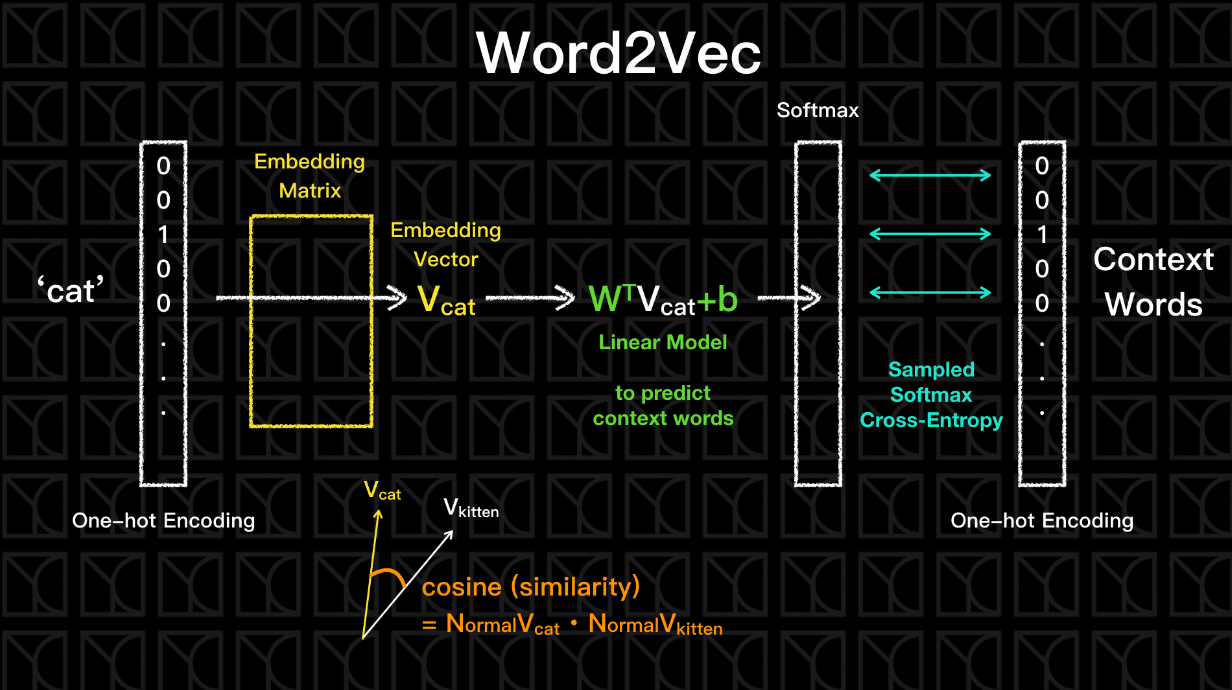 Word2Vec
Softmax
Embedding
Matrix
Embedding
Vector
‘cat’
0
0
1
0
0
.
.
.
Vcat
WᵀVcat+b
Linear Model
to predict
context words
Sampled
Softmax
Cross-Entropy
0
0
1
0
0
.
.
.
Context
Words
One-hot Encoding
One-hot Encoding
Vcat
Vkitten
cosine (similarity)
= NormalVcat · NormalVkitten